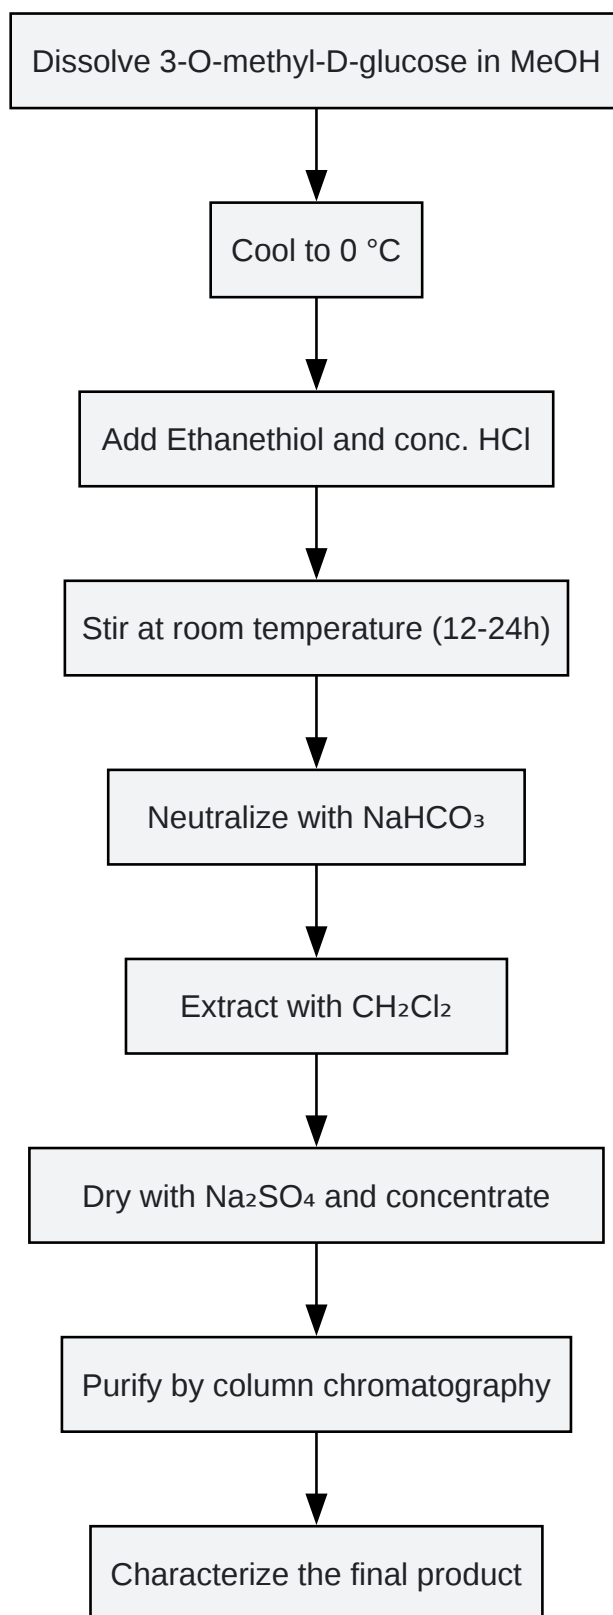 Dissolve 3-O-methyl-D-glucose in MeOH
Cool to 0 °C
Add Ethanethiol and conc. HCl
Stir at room temperature (12-24h)
Neutralize with NaHCO₃
Extract with CH₂Cl₂
Dry with Na₂SO₄ and concentrate
Purify by column chromatography
Characterize the final product